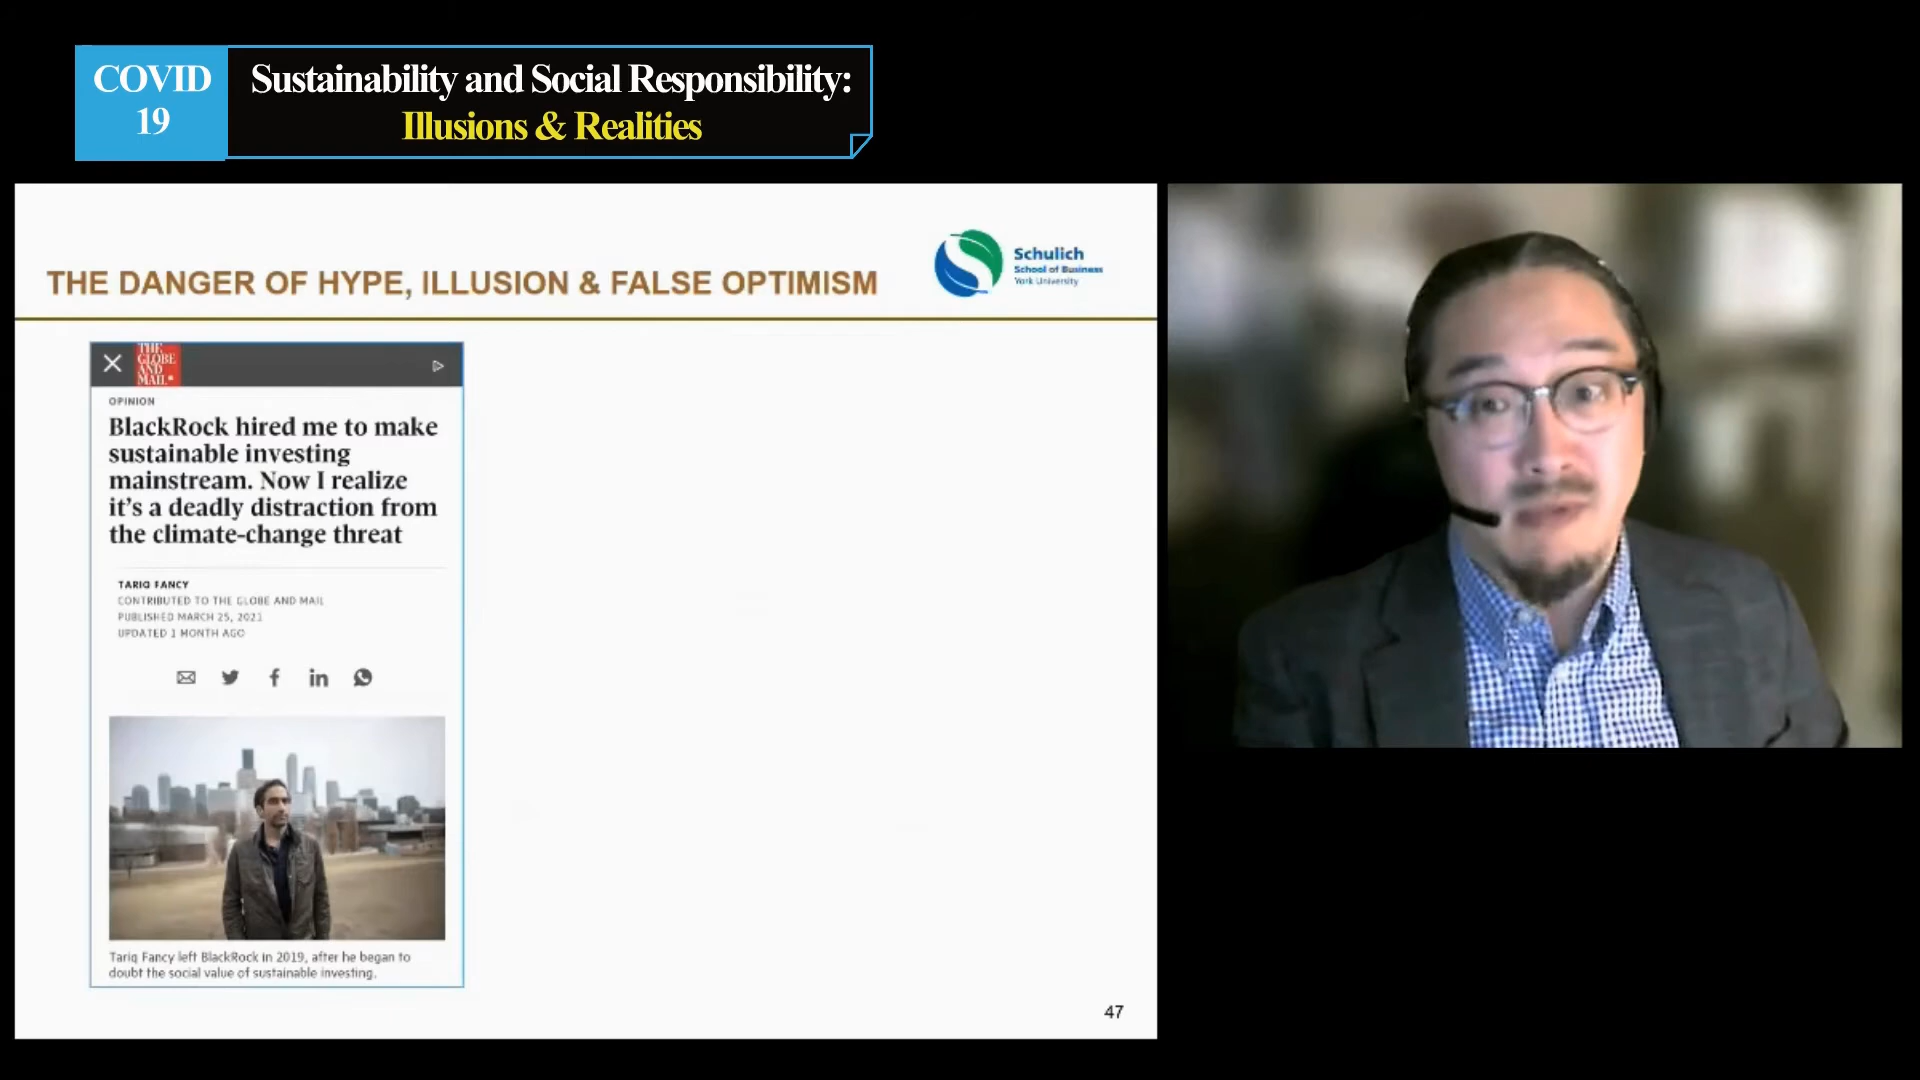 COVID
19
Sustainability and Social Responsibility:
Illusions & Realities
THE DANGER OF HYPE, ILLUSION & FALSE OPTIMISM
Schulich
School of Business
York University
THE
GLOBE
AND
MAIL
OPINION
BlackRock hired me to make
sustainable investing
mainstream. Now I realize
it's a deadly distraction from
the climate-change threat
TARIQ FANCY
CONTRIBUTED TO THE GLOBE AND MAIL
PUBLISHED MARCH 25, 2021
UPDATED 1 MONTH AGO
Tariq Fancy left BlackRock in 2019, after he began to
doubt the social value of sustainable investing.
47